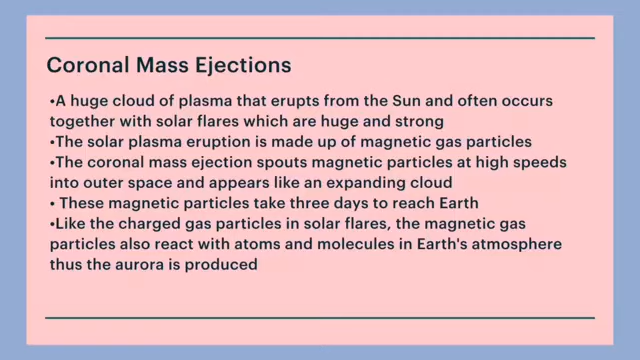 Coronal Mass Ejections
•A huge cloud of plasma that erupts from the Sun and often occurs
together with solar flares which are huge and strong
•The solar plasma eruption is made up of magnetic gas particles
•The coronal mass ejection spouts magnetic particles at high speeds
into outer space and appears like an expanding cloud
• These magnetic particles take three days to reach Earth
•Like the charged gas particles in solar flares, the magnetic gas
particles also react with atoms and molecules in Earth's atmosphere
thus the aurora is produced